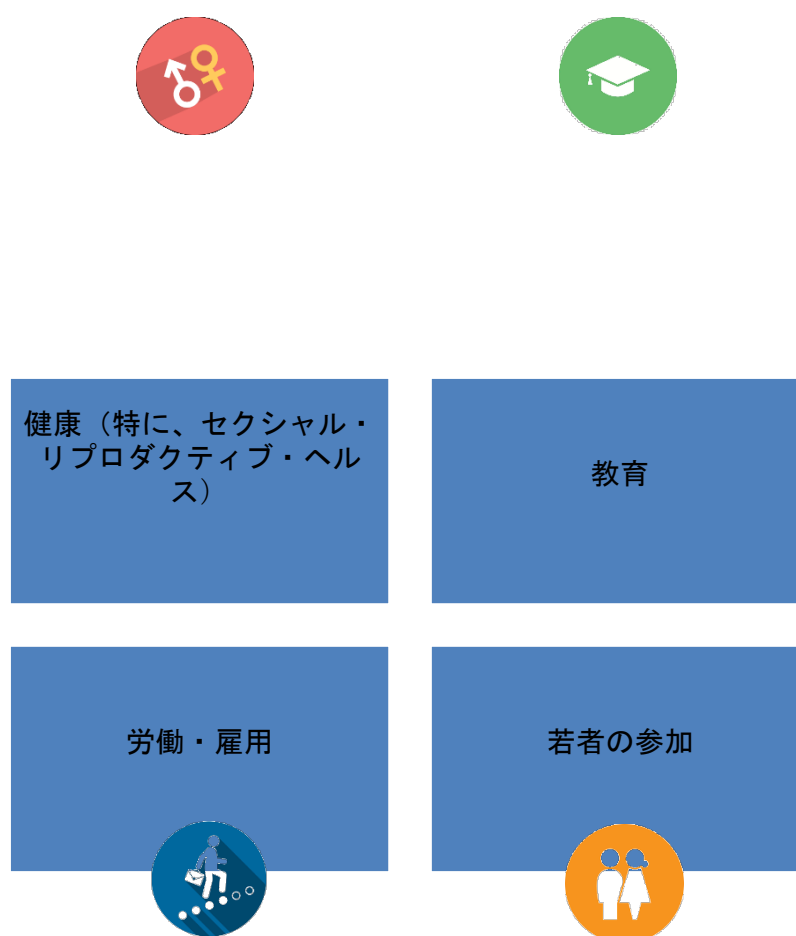 健康（特に、セクシャル・
リプロダクティブ・ヘル
ス）
教育
労働・雇用
若者の参加